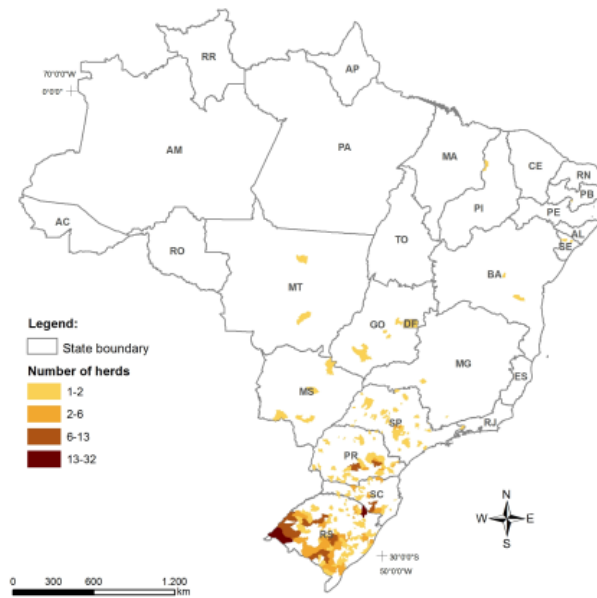 RR
AP
70°0'0"W
0°0'0"
AM
PA
MA
CE
RN
PB
PE
PI
AL
SE
AC
RO
TO
BA
MT
GO
DF
Legend:
State boundary
Number of herds
1-2
2-6
6-13
13-32
MG
ES
MS
SP
RJ
PR
SC
RS
N
W E
S
30°0'0"S
50°0'0"W
0 300 600 1.200
km